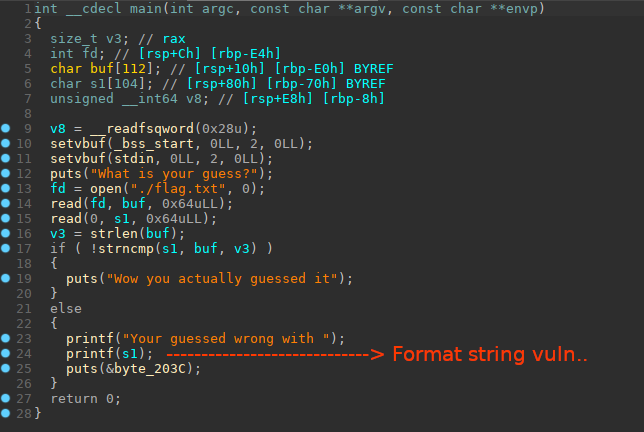 1 int __cdecl main(int argc, const char **argv, const char **envp)
2 {
3   size_t v3; // rax
4   int fd; // [rsp+Ch] [rbp-E4h]
5   char buf[112]; // [rsp+10h] [rbp-E0h] BYREF
6   char s1[104]; // [rsp+80h] [rbp-70h] BYREF
7   unsigned __int64 v8; // [rsp+E8h] [rbp-8h]
8
9   v8 = __readfsqword(0x28u);
10   setvbuf(_bss_start, 0LL, 2, 0LL);
11   setvbuf(stdin, 0LL, 2, 0LL);
12   puts("What is your guess?");
13   fd = open("./flag.txt", 0);
14   read(fd, buf, 0x64uLL);
15   read(0, s1, 0x64uLL);
16   v3 = strlen(buf);
17   if ( !strncmp(s1, buf, v3) )
18   {
19     puts("Wow you actually guessed it");
20   }
21   else
22   {
23     printf("Your guessed wrong with ");
24     printf(s1); -----------------------------> Format string vuln..
25     puts(&byte_203C);
26   }
27   return 0;
28 }